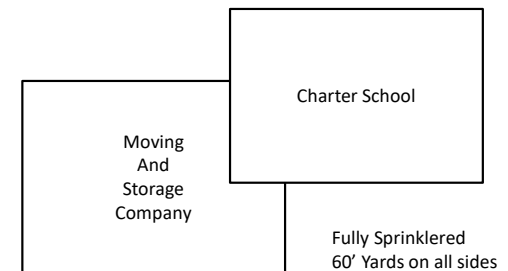 Charter School
Moving
And
Storage
Company
Fully Sprinklered
60' Yards on all sides